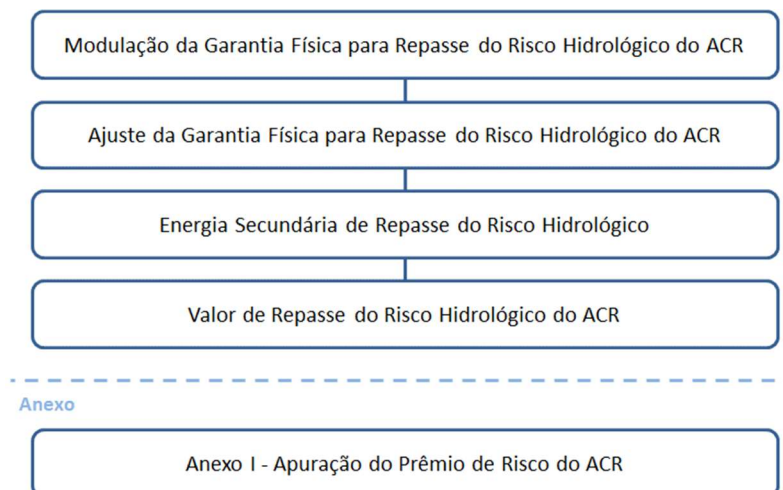 Modulação da Garantia Física para Repasse do Risco Hidrológico do ACR
Ajuste da Garantia Física para Repasse do Risco Hidrológico do ACR
Energia Secundária de Repasse do Risco Hidrológico
Valor de Repasse do Risco Hidrológico do ACR
Anexo
Anexo I - Apuração do Prêmio de Risco do ACR